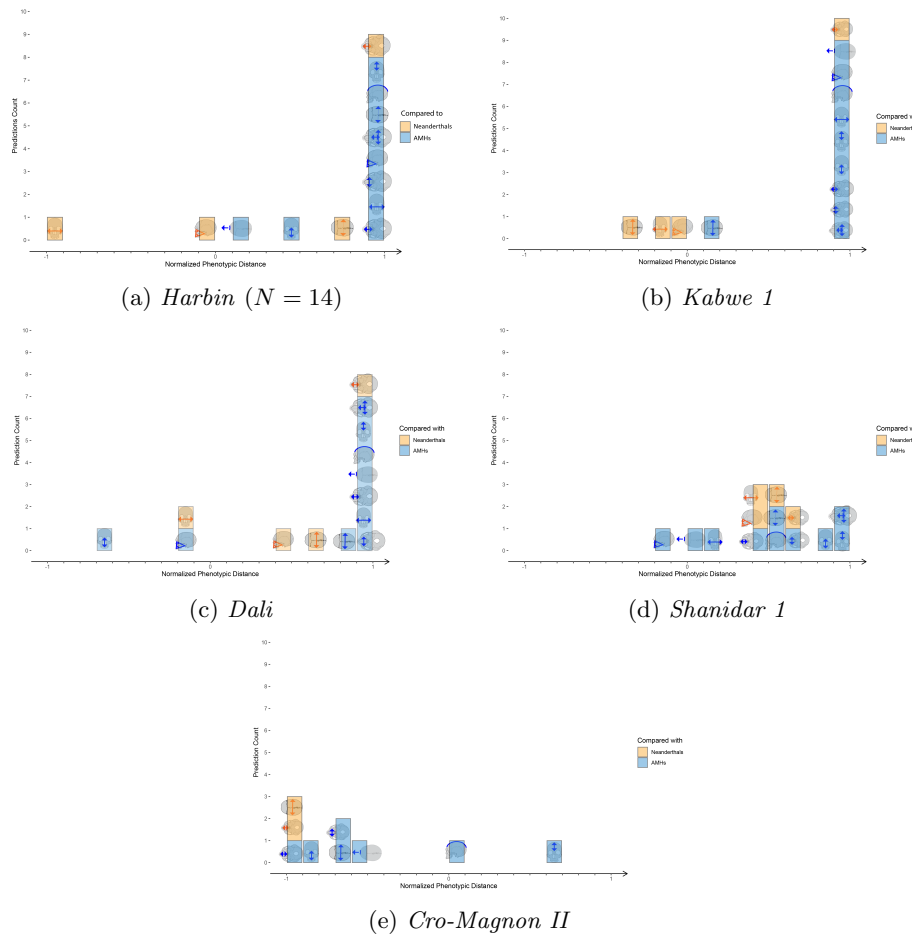 Predictions Count
10
9
8
7
6
5
4
3
2
1
0
-1
0
1
Normalized Phenotypic Distance
Compared to
Neanderthals
AMHs
(a) Harbin (N = 14)
Prediction Count
10
9
8
7
6
5
4
3
2
1
0
-1
0
1
Normalized Phenotypic Distance
Compared w
Neandert
AMHs
(b) Kabwe 1
Prediction Count
10
9
8
7
6
5
4
3
2
1
0
-1
0
1
Normalized Phenotypic Distance
Compared with
Neanderthals
AMHs
(c) Dali
Prediction Count
10
9
8
7
6
5
4
3
2
1
0
-1
0
1
Normalized Phenotypic Distance
Compared w
Neandert
AMHs
(d) Shanidar 1
Prediction Count
10
9
8
7
6
5
4
3
2
1
0
-1
0
1
Normalized Phenotypic Distance
Compared with
Neanderthals
AMHs
(e) Cro-Magnon II